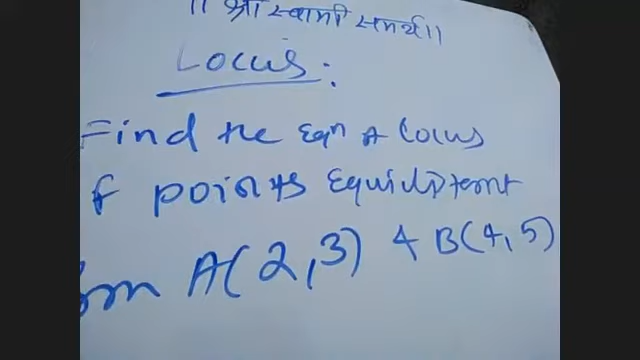 ॥ श्री स्वामी समर्थ ॥
Locus:
Find the Eqn of Locus
of points Equidistant
from A(2,3) & B(4,5)